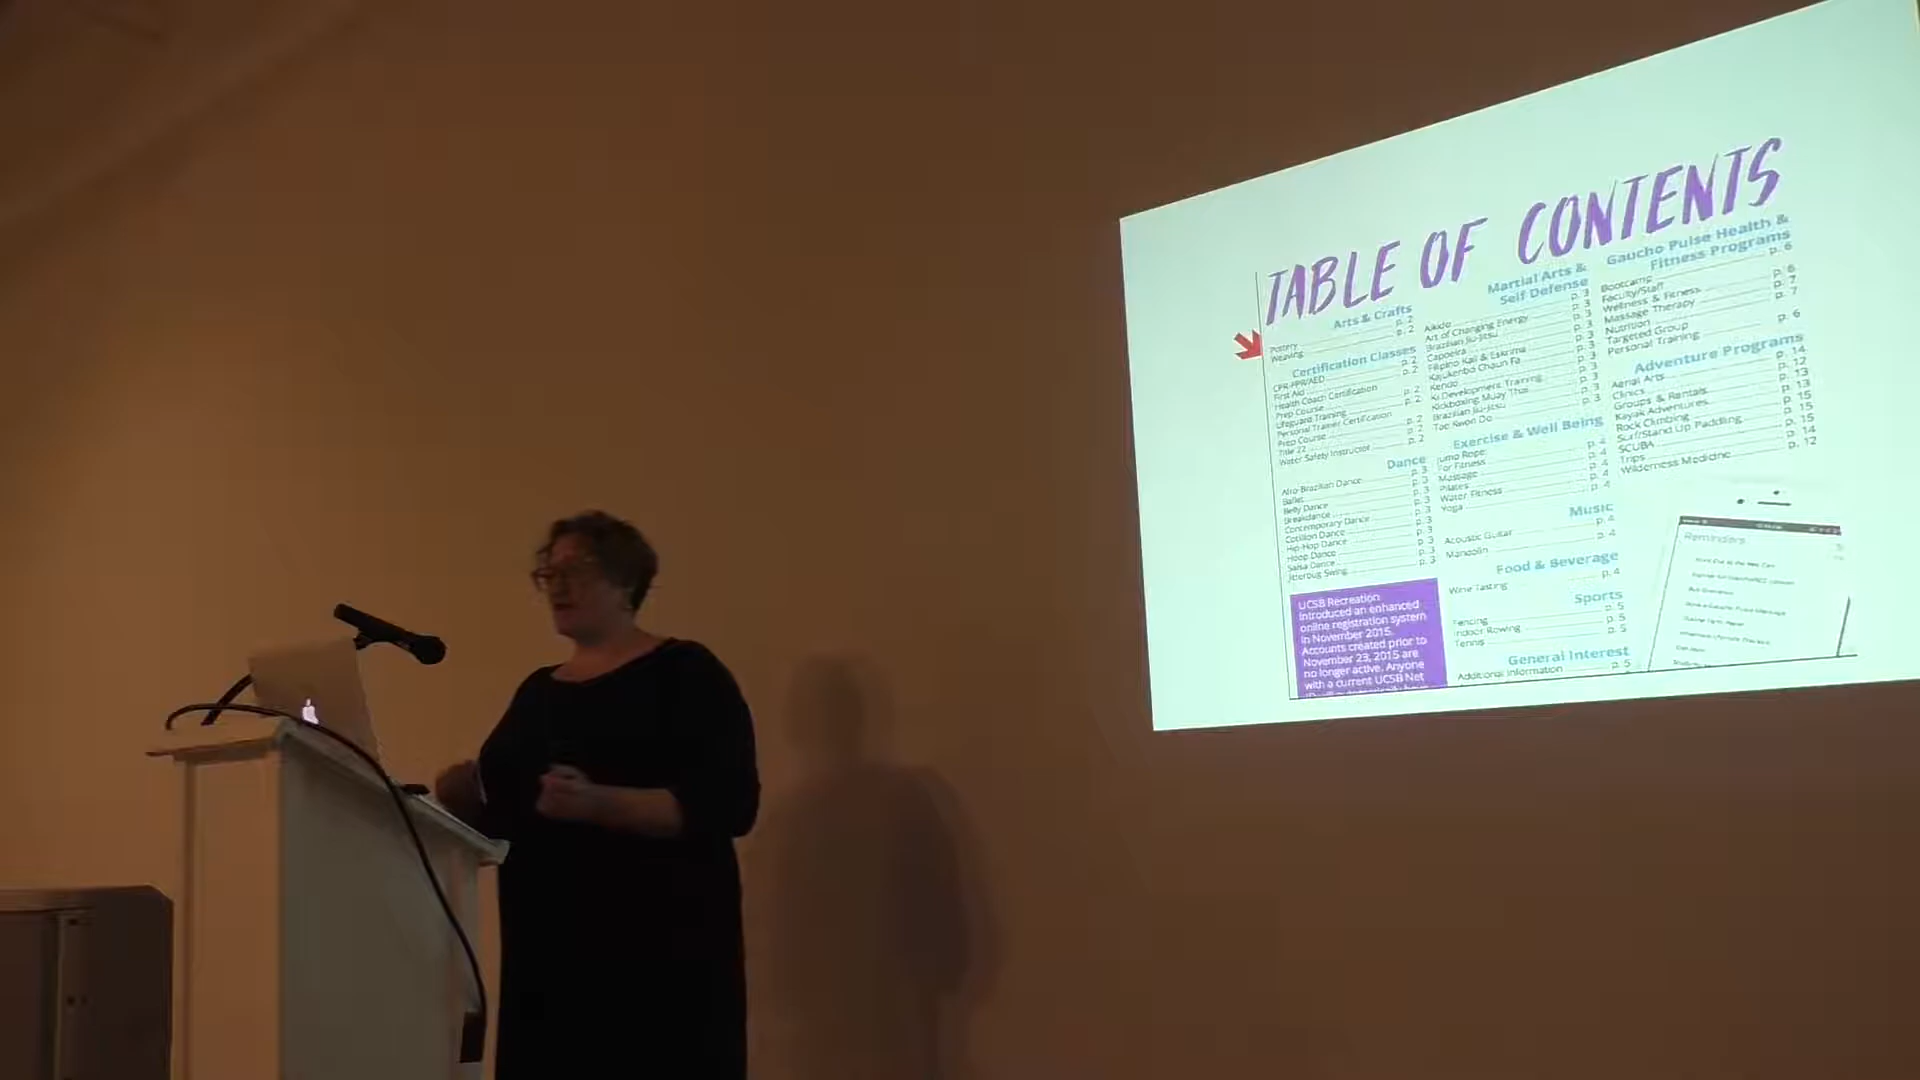 TABLE OF CONTENTS
Arts & Crafts
Pottery p. 2
Weaving p. 2
Certification Classes
CPR-FPR/AED p. 2
First Aid p. 2
Health Coach Certification
Prep Course p. 2
Lifeguard Training p. 2
Personal Trainer Certification
Prep Course p. 2
Title 22 p. 2
Water Safety Instructor p. 2
Dance
Afro-Brazilian Dance p. 3
Ballet p. 3
Belly Dance p. 3
Breakdance p. 3
Contemporary Dance p. 3
Cotillion Dance p. 3
Hip-Hop Dance p. 3
Hoop Dance p. 3
Salsa Dance p. 3
Jitterbug Swing p. 3
UCSB Recreation
introduced an enhanced
online registration system
in November 2015.
Accounts created prior to
November 23, 2015 are
no longer active. Anyone
with a current UCSB Net
Martial Arts &
Self Defense
Aikido p. 3
Art of Changing Energy p. 3
Brazilian Jiu-Jitsu p. 3
Capoeira p. 3
Filipino Kali & Eskrima p. 3
Kajukenbo Chaun Fa p. 3
Kendo p. 3
Ki Development Training p. 3
Kickboxing Muay Thai p. 3
Brazilian Jiu-Jitsu p. 3
Tae Kwon Do p. 3
Exercise & Well Being
Jump Rope:
For Fitness p. 4
Massage p. 4
Pilates p. 4
Water Fitness p. 4
Yoga p. 4
Music
Acoustic Guitar p. 4
Mandolin p. 4
Food & Beverage
Wine Tasting p. 4
Sports
Fencing p. 5
Indoor Rowing p. 5
Tennis p. 5
General Interest
Additional Information p. 5
Gaucho Pulse Health &
Fitness Programs
Bootcamp p. 6
Faculty/Staff
Wellness & Fitness p. 6
Massage Therapy p. 7
Nutrition p. 7
Targeted Group
Personal Training p. 6
Adventure Programs
Aerial Arts p. 14
Clinics p. 12
Groups & Rentals p. 13
Kayak Adventures p. 13
Rock Climbing p. 15
Surf/Stand Up Paddling p. 15
SCUBA p. 15
Trips p. 14
Wilderness Medicine p. 12
Reminders